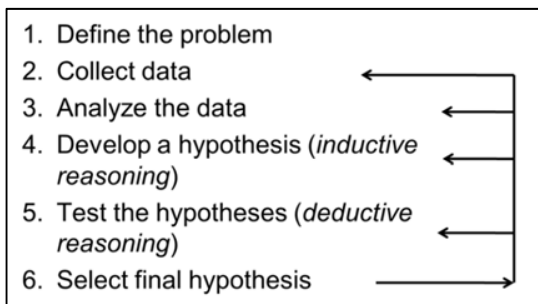 1. Define the problem
2. Collect data
3. Analyze the data
4. Develop a hypothesis (inductive
reasoning)
5. Test the hypotheses (deductive
reasoning)
6. Select final hypothesis